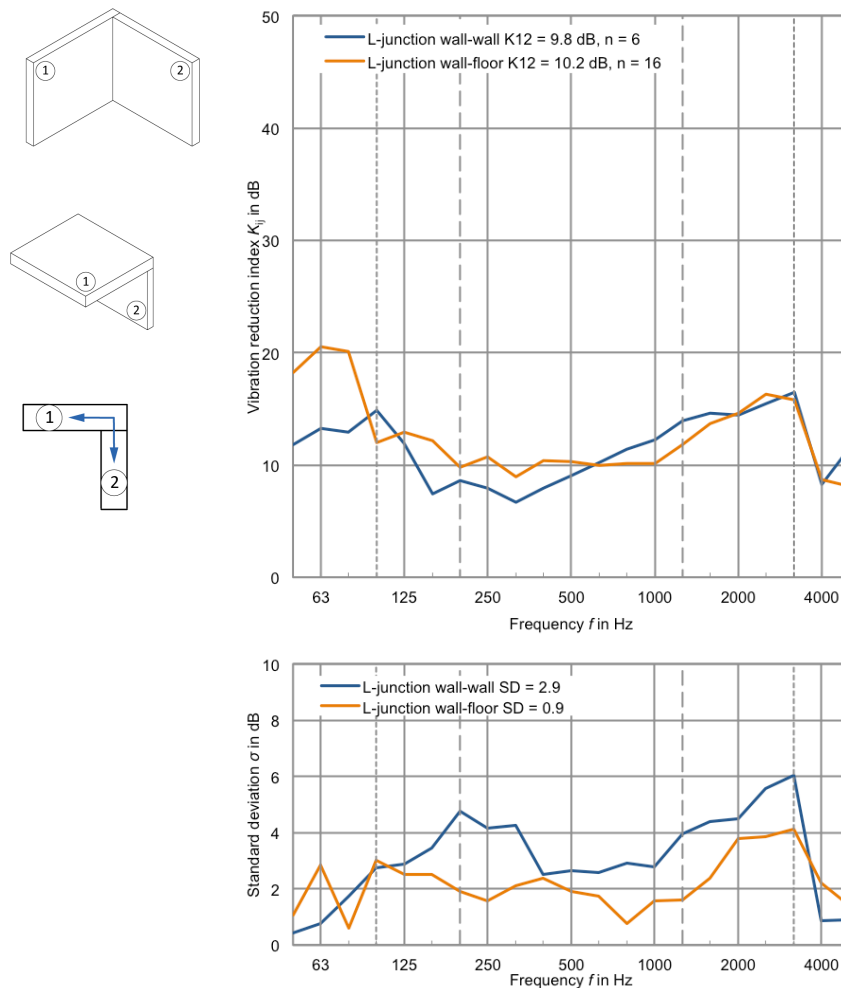 1
2
1
2
1
2
50
40
30
20
10
0
Vibration reduction index Kij in dB
L-junction wall-wall K12 = 9.8 dB, n = 6
L-junction wall-floor K12 = 10.2 dB, n = 16
63 125 250 500 1000 2000 4000
Frequency f in Hz
10
8
6
4
2
0
Standard deviation σ in dB
L-junction wall-wall SD = 2.9
L-junction wall-floor SD = 0.9
63 125 250 500 1000 2000 4000
Frequency f in Hz